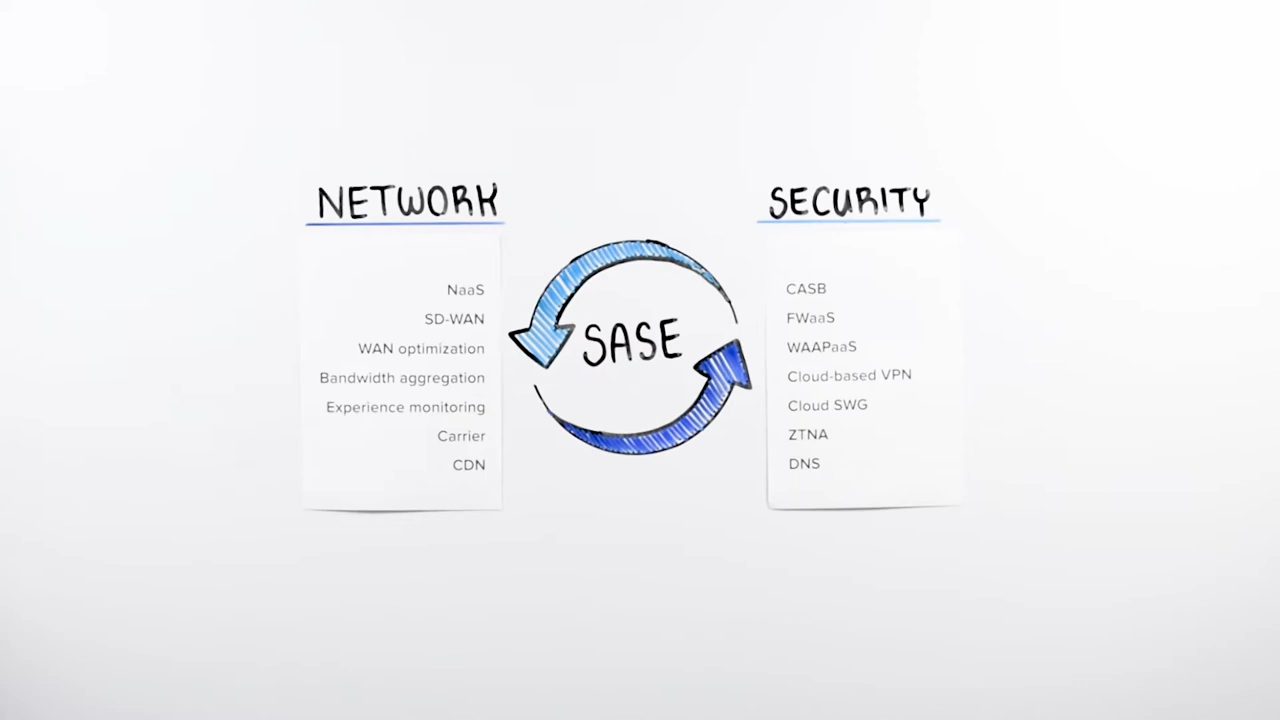 NETWORK
NaaS
SD-WAN
WAN optimization
Bandwidth aggregation
Experience monitoring
Carrier
CDN
SASE
SECURITY
CASB
FWaaS
WAAPaaS
Cloud-based VPN
Cloud SWG
ZTNA
DNS